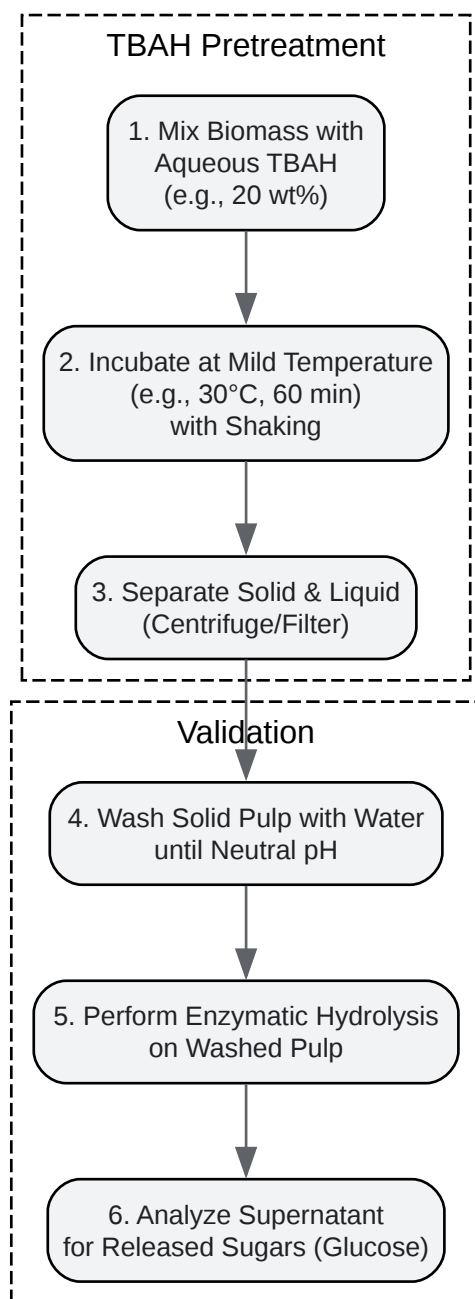 TBAH Pretreatment
1. Mix Biomass with
Aqueous TBAH
(e.g., 20 wt%)
2. Incubate at Mild Temperature
(e.g., 30°C, 60 min)
with Shaking
3. Separate Solid & Liquid
(Centrifuge/Filter)
Validation
4. Wash Solid Pulp with Water
until Neutral pH
5. Perform Enzymatic Hydrolysis
on Washed Pulp
6. Analyze Supernatant
for Released Sugars (Glucose)